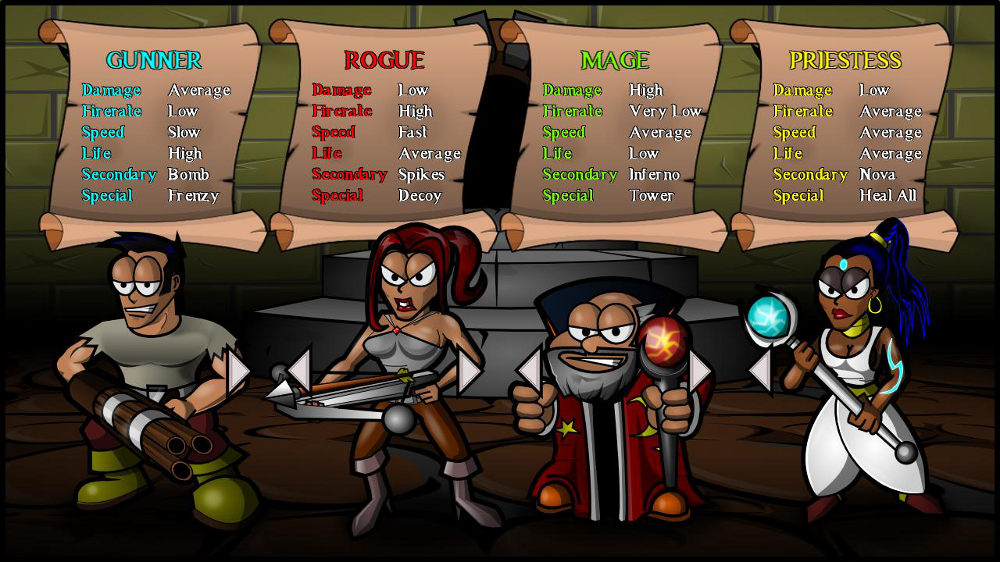 GUNNER
Damage Average
Firerate Low
Speed Slow
Life High
Secondary Bomb
Special Frenzy
ROGUE
Damage Low
Firerate High
Speed Fast
Life Average
Secondary Spikes
Special Decoy
MAGE
Damage High
Firerate Very Low
Speed Average
Life Low
Secondary Inferno
Special Tower
PRIESTESS
Damage Low
Firerate Average
Speed Average
Life Average
Secondary Nova
Special Heal All